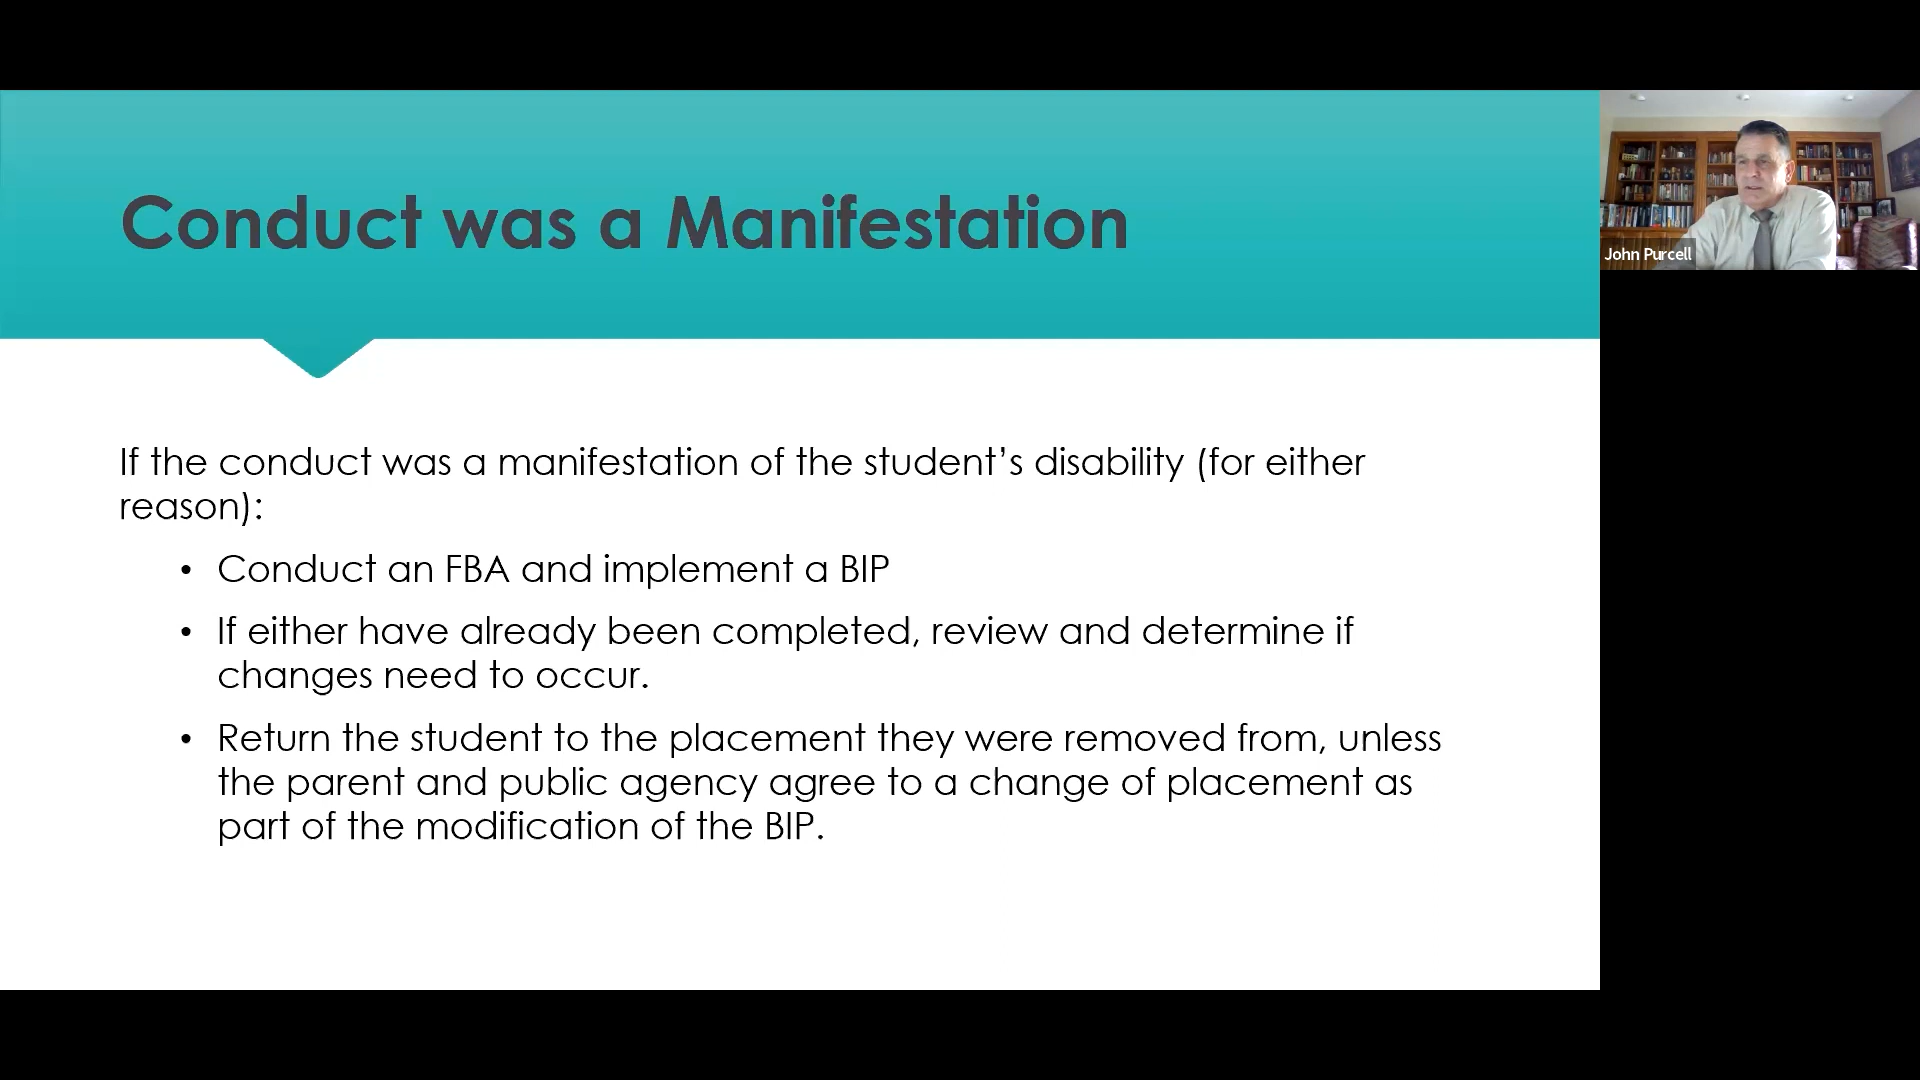 Conduct was a Manifestation
John Purcell
If the conduct was a manifestation of the student’s disability (for either
reason):
• Conduct an FBA and implement a BIP
• If either have already been completed, review and determine if
changes need to occur.
• Return the student to the placement they were removed from, unless
the parent and public agency agree to a change of placement as
part of the modification of the BIP.